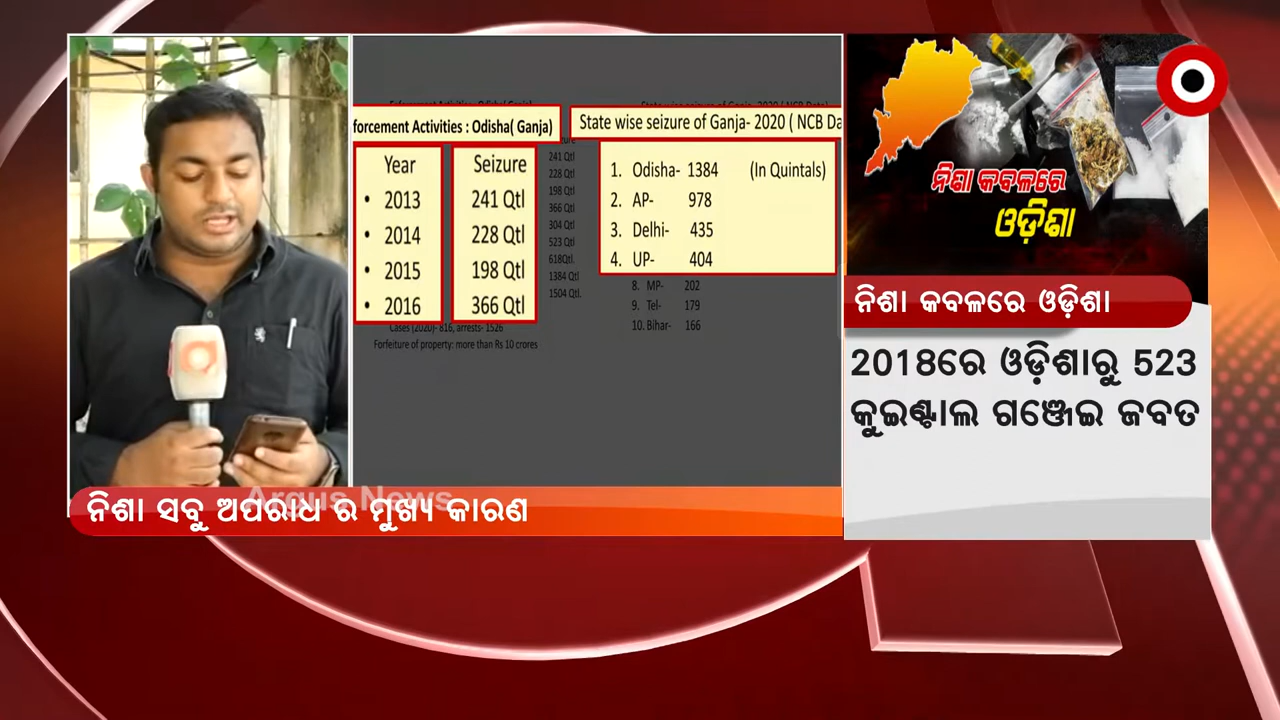 forcement Activities : Odisha( Ganja)
Year
• 2013
• 2014
• 2015
• 2016
Seizure
241 Qtl
228 Qtl
198 Qtl
366 Qtl
241 Qtl
228 Qtl
198 Qtl
366 Qtl
304 Qtl
523 Qtl
618Qtl.
1384 Qtl
1504 Qtl.
Cases (2020)- 816, arrests- 1526
Forfeiture of property: more than Rs 10 crores
State wise seizure of Ganja- 2020 ( NCB Da
1. Odisha- 1384 (In Quintals)
2. AP- 978
3. Delhi- 435
4. UP- 404
8. MP- 202
9. Tel- 179
10. Bihar- 166
ନିଶା କବଳରେ
ଓଡ଼ିଶା
ନିଶା କବଳରେ ଓଡ଼ିଶା
2018ରେ ଓଡ଼ିଶାରୁ 523
କୁଇଣ୍ଟାଲ ଗଞ୍ଜେଇ ଜବତ
Argus News
ନିଶା ସବୁ ଅପରାଧ ର ମୁଖ୍ୟ କାରଣ